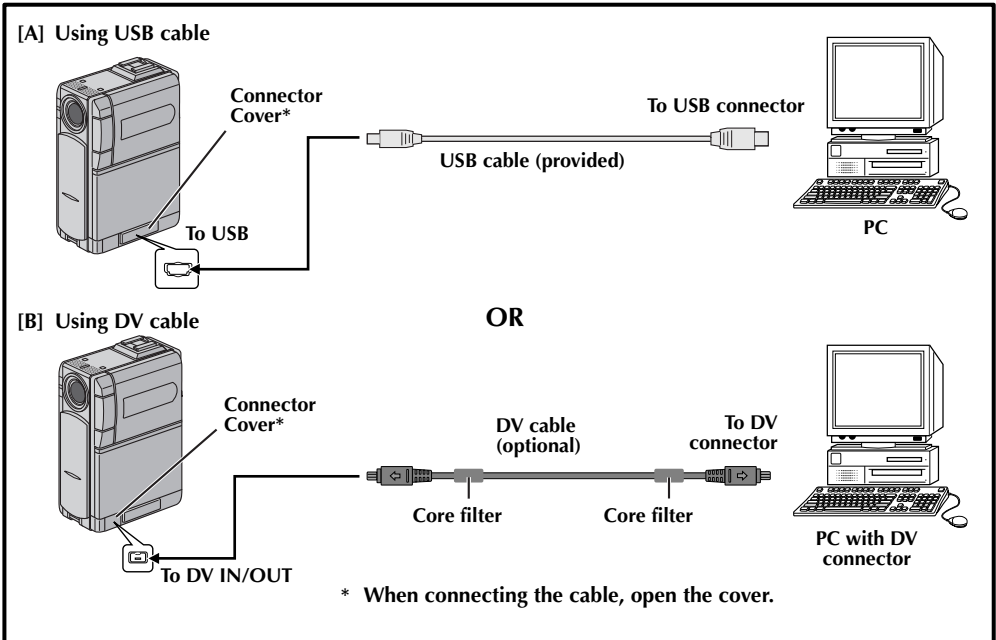 [A] Using USB cable
Connector
Cover*
To USB connector
USB cable (provided)
To USB
PC
OR
[B] Using DV cable
Connector
Cover*
DV cable
(optional)
To DV
connector
Core filter
Core filter
To DV IN/OUT
PC with DV
connector
* When connecting the cable, open the cover.